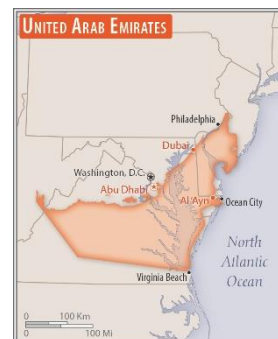 UNITED ARAB EMIRATES
Philadelphia
Dubai
Washington, D.C.
Abu Dhabi
Al'Ayn
Ocean City
North
Atlantic
Ocean
Virginia Beach
0 100 Km
0 100 Mi